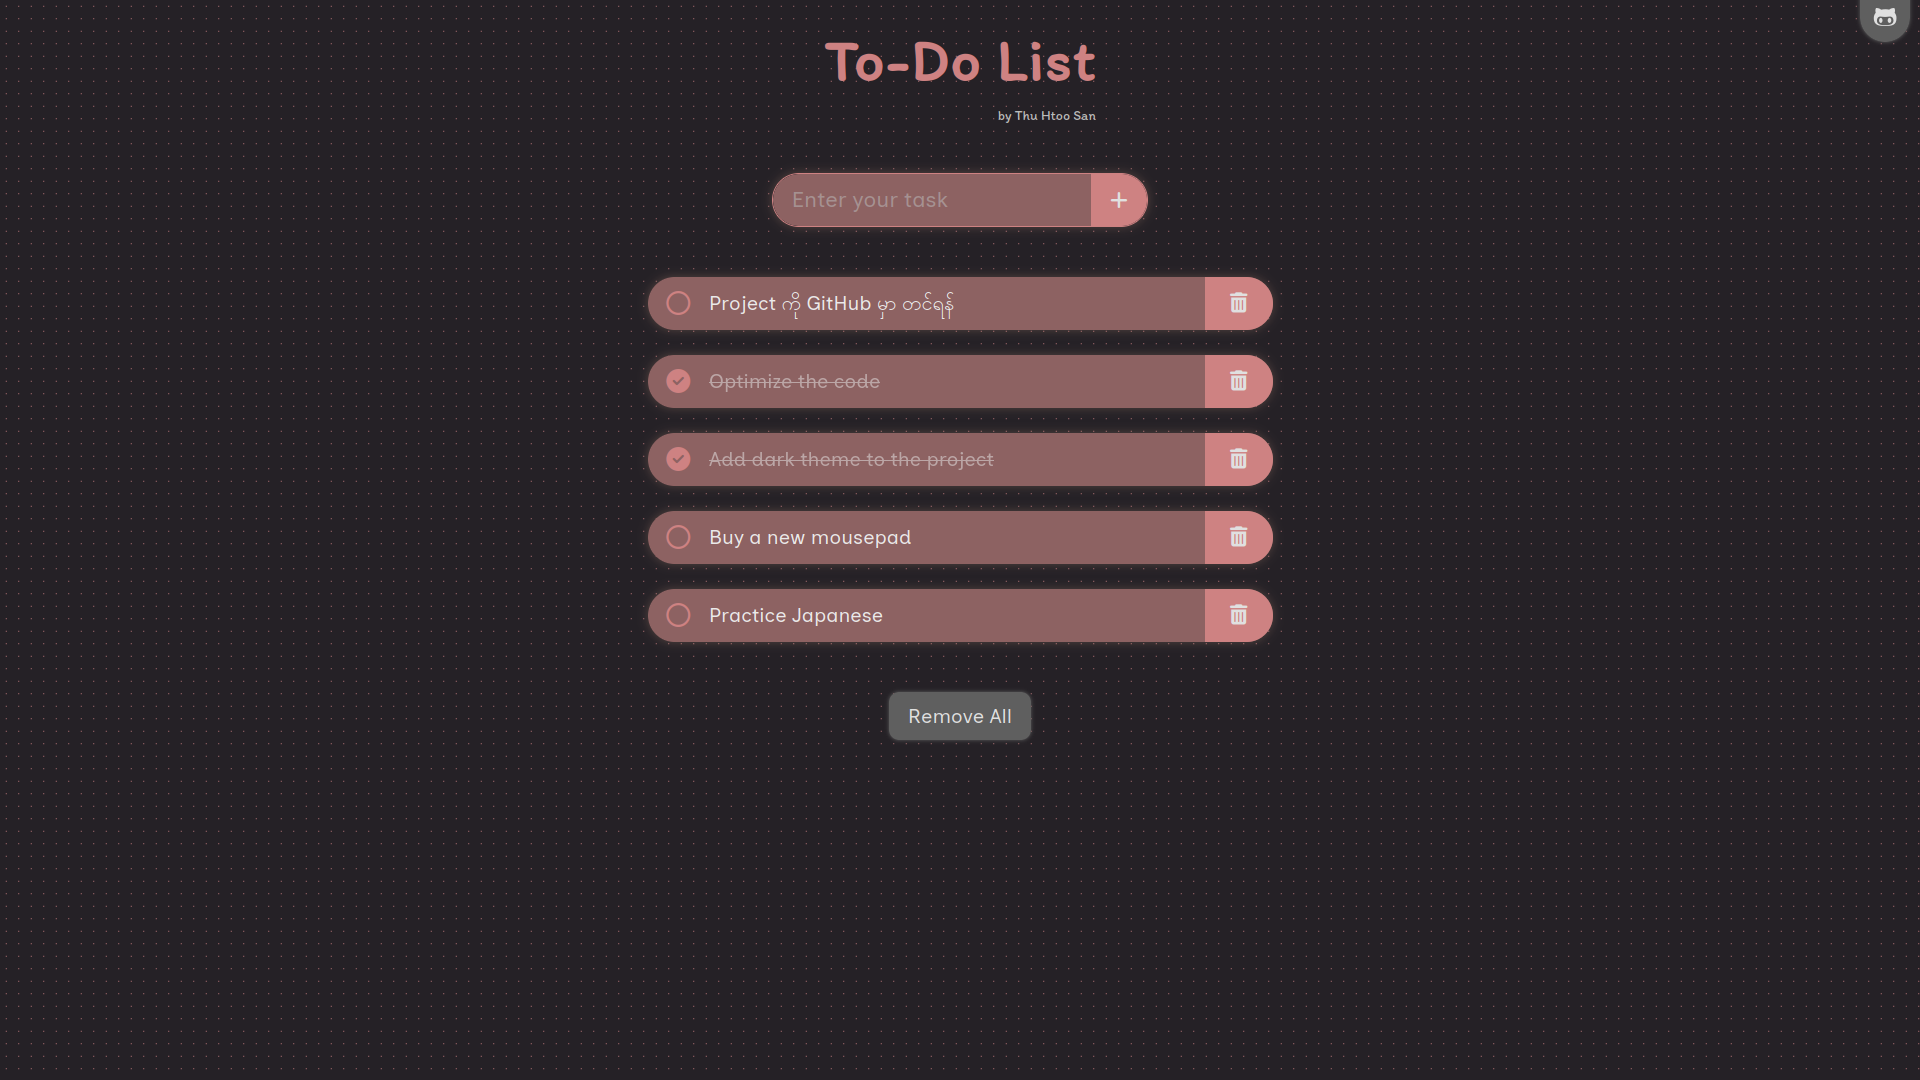 To-Do List
by Thu Htoo San
Enter your task
Project ကို GitHub မှာ တင်ရန်
Optimize the code
Add dark theme to the project
Buy a new mousepad
Practice Japanese
Remove All